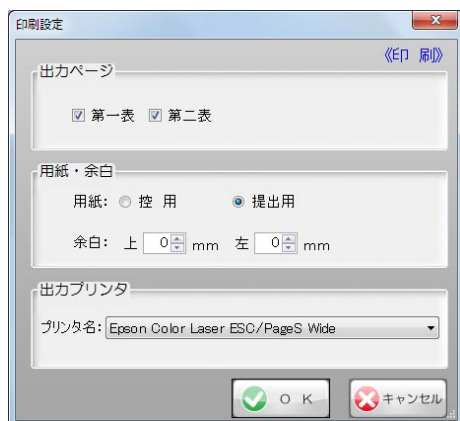 印刷設定
《印 刷》
出力ページ
第一表 第二表
用紙・余白
用紙: 控 用 提出用
余白: 上 0 mm 左 0 mm
出力プリンタ
プリンタ名: Epson Color Laser ESC/PageS Wide
O K キャンセル